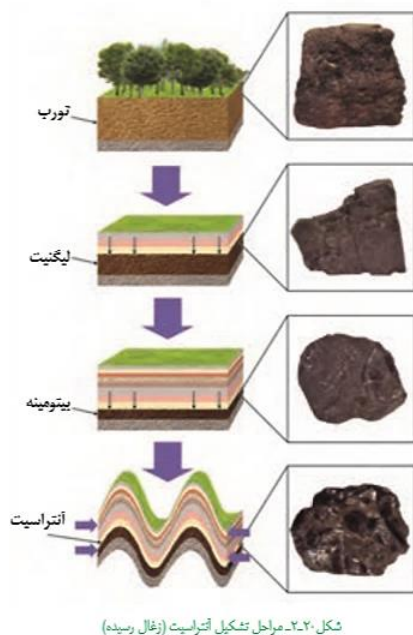 تورب
لیگنیت
بیتومینه
آنتراسیت
شکل ۲۰-۲- مراحل تشکیل آنتراسیت (زغال رسیده)